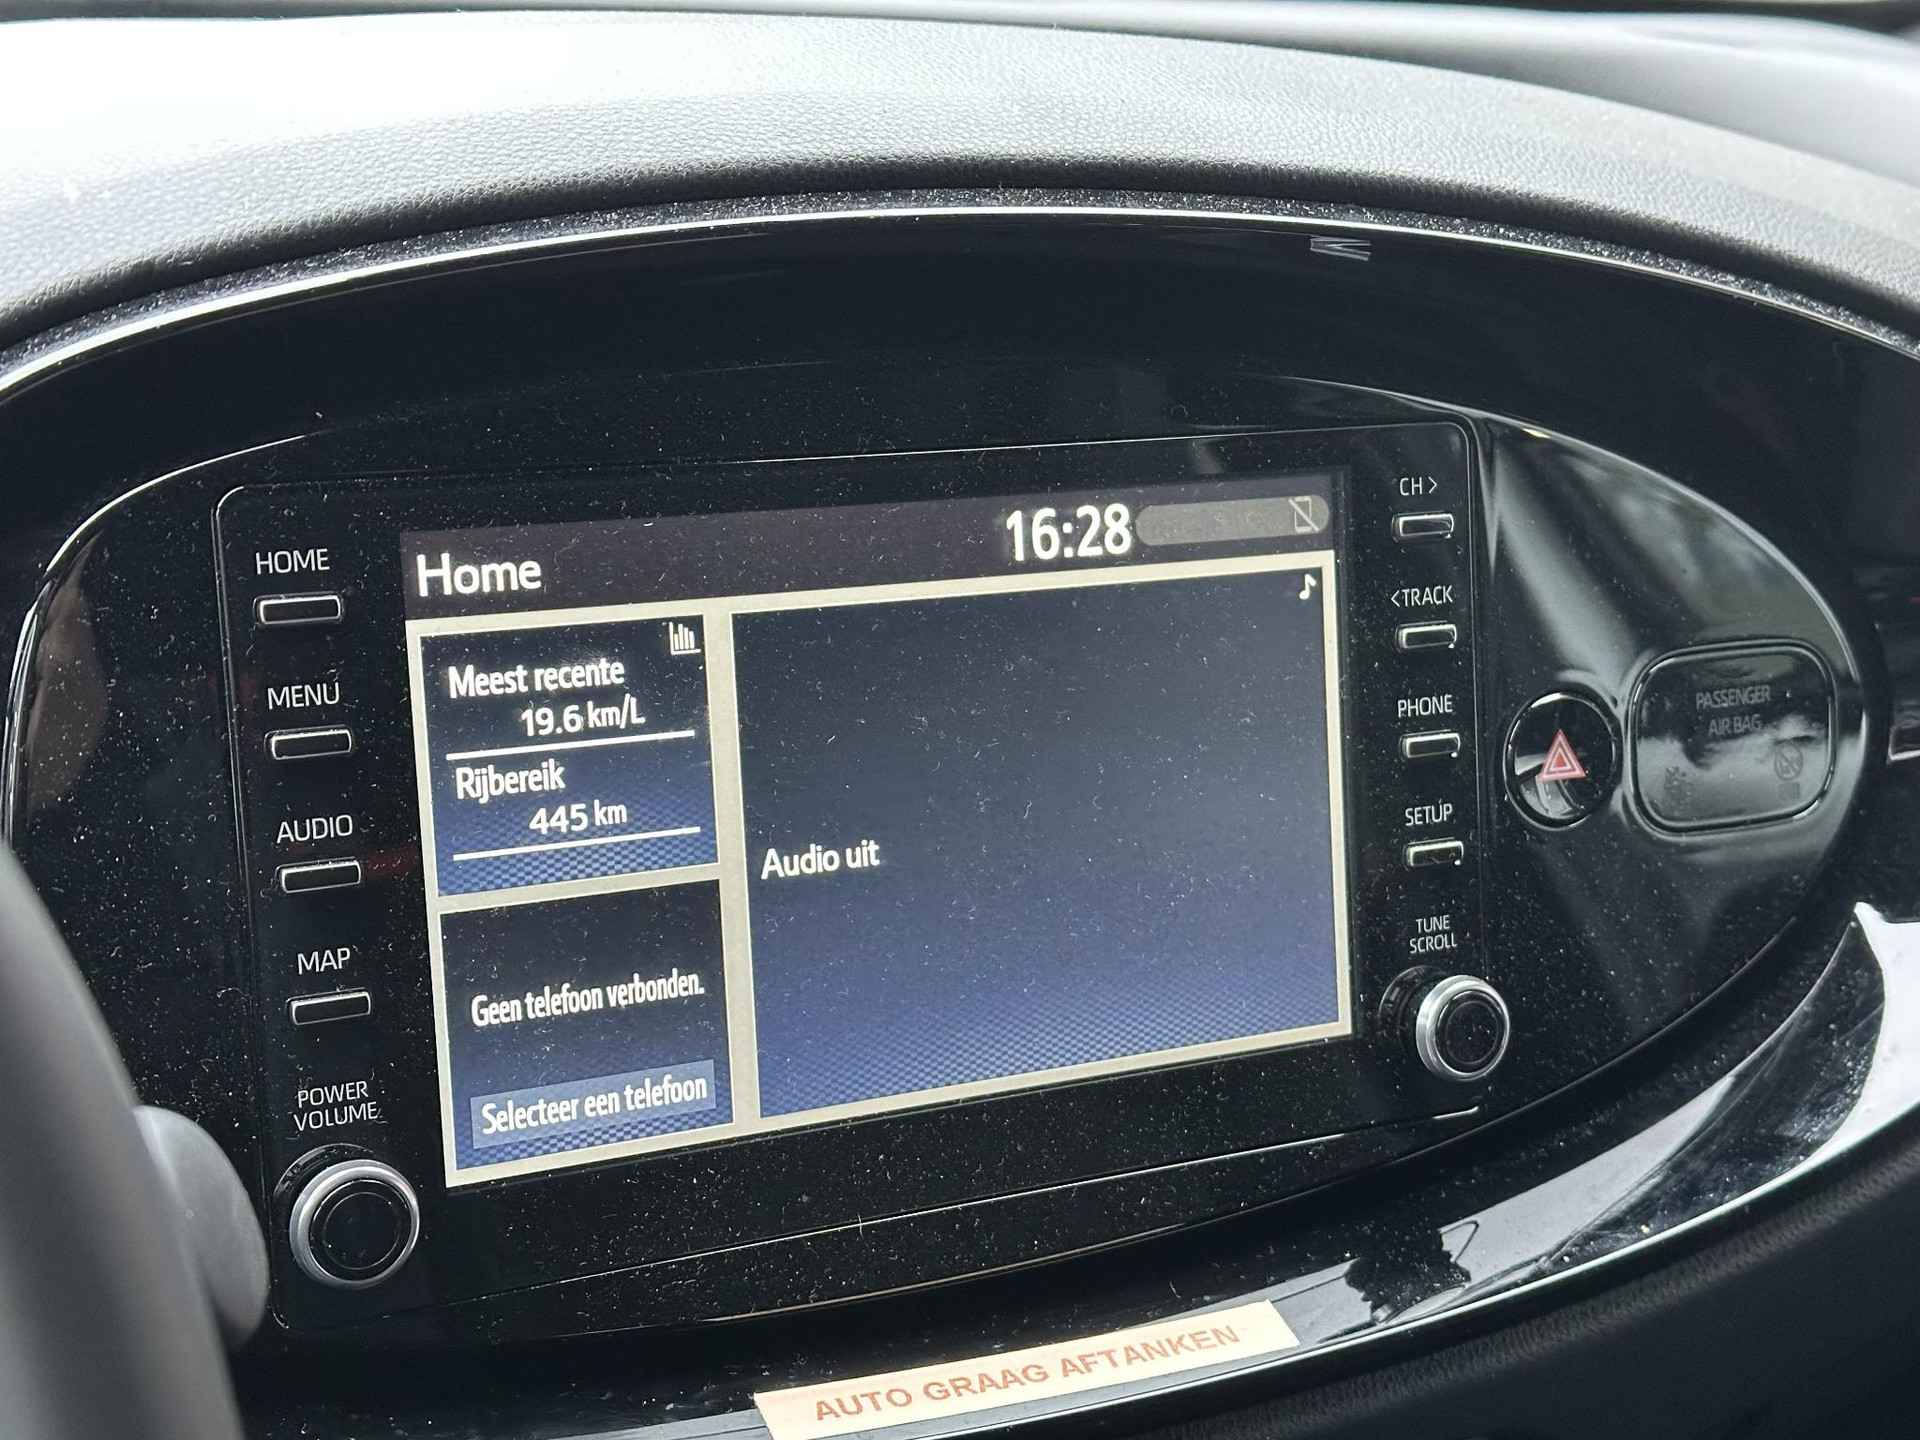 Home
16:28
Meest recente
19.6 km/L
Rijbereik
445 km
Geen telefoon verbonden.
Selecteer een telefoon
Audio uit
HOME
MENU
AUDIO
MAP
POWER
VOLUME
CH >
<TRACK
PHONE
SETUP
TUNE
SCROLL
PASSENGER
AIR BAG
AUTO GRAAG AFTANKEN